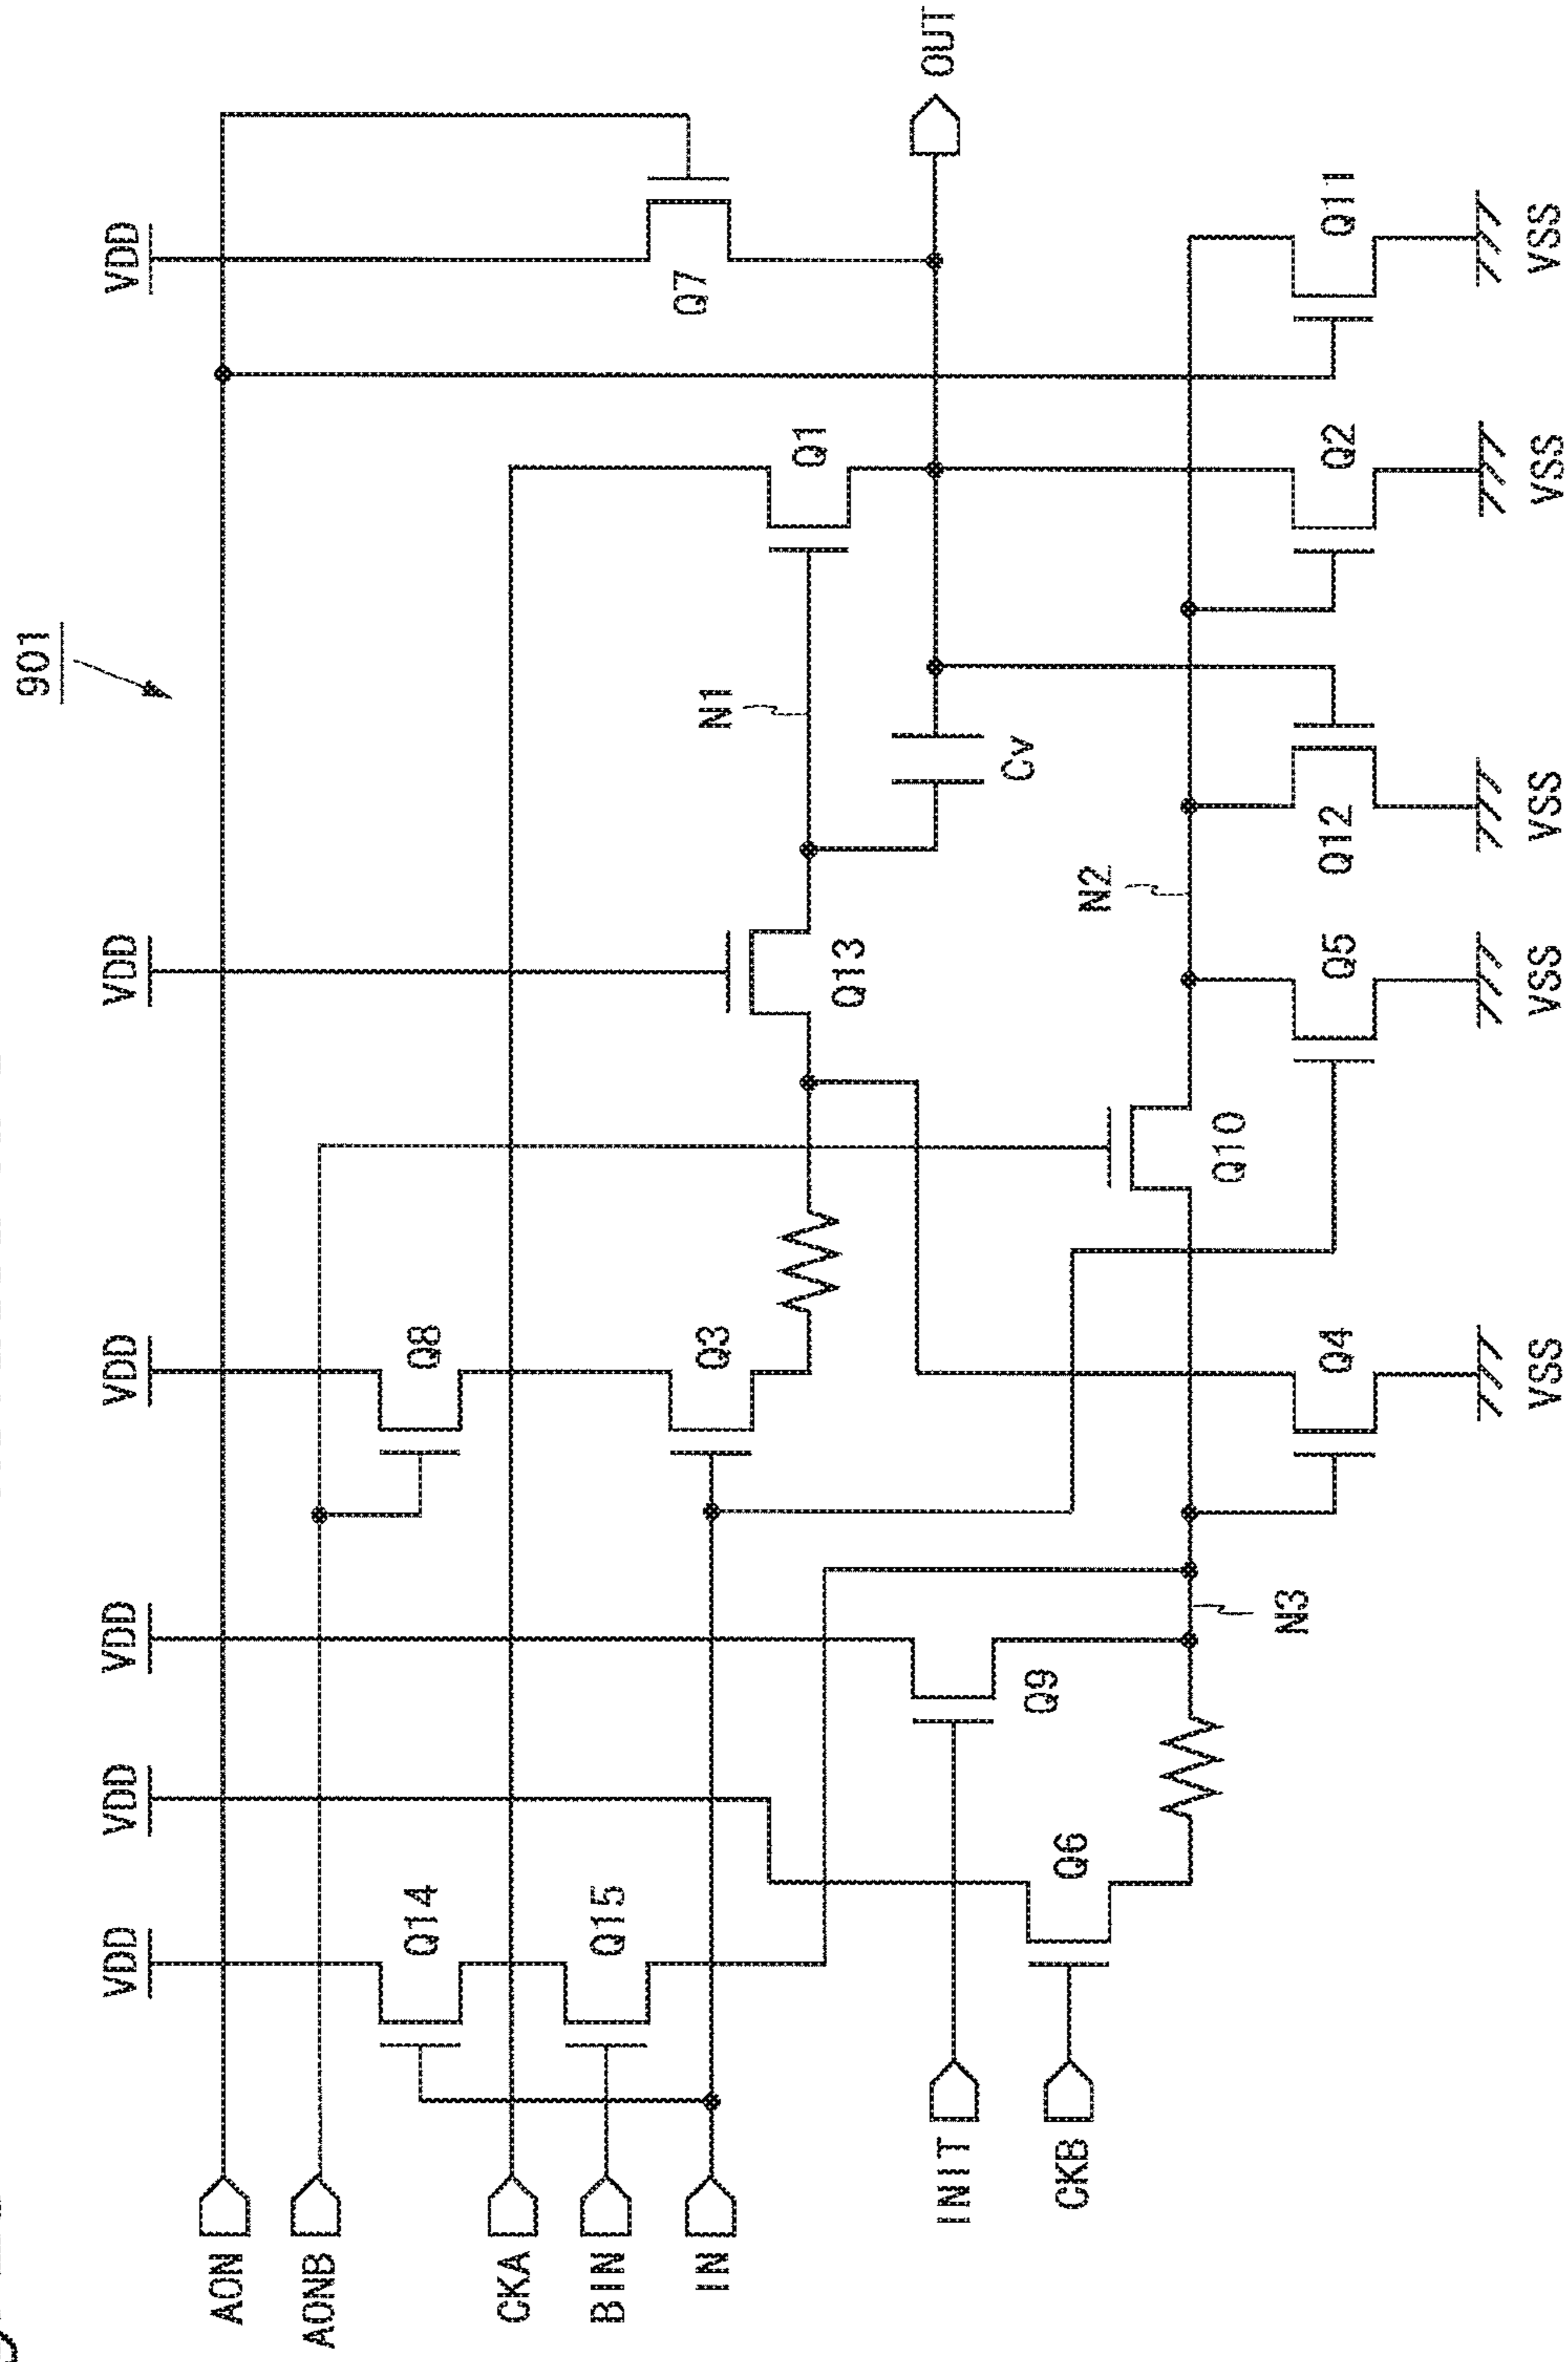 901
VDD
VDD
VDD
VDD
VDD
VDD
AON
AONB
CKA
BIN
IN
INIT
CKB
OUT
Q14
Q15
Q8
Q3
Q7
Q1
Q13
N1
Cv
Q9
Q6
N3
Q10
N2
Q4
Q5
Q12
Q2
Q11
VSS
VSS
VSS
VSS
VSS